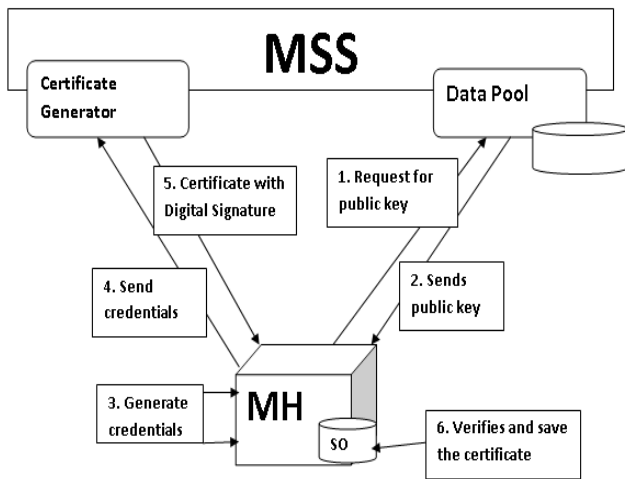 MSS
Certificate
Generator
Data Pool
5. Certificate with
Digital Signature
1. Request for
public key
4. Send
credentials
2. Sends
public key
3. Generate
credentials
MH
SO
6. Verifies and save
the certificate